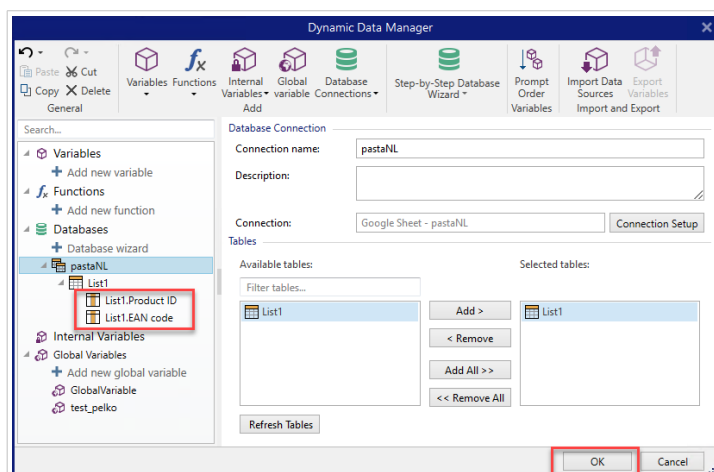 Dynamic Data Manager
Paste Cut
Copy Delete
General
Variables Functions
Internal Variables
Global variable
Database Connections
Add
Step-by-Step Database Wizard
Prompt Order
Variables
Import Data Sources
Export Variables
Import and Export
Search...
Variables
Add new variable
Functions
Add new function
Databases
Database wizard
pastaNL
List1
List1.Product ID
List1.EAN code
Internal Variables
Global Variables
Add new global variable
GlobalVariable
test_pelko
Database Connection
Connection name: pastaNL
Description:
Connection: Google Sheet - pastaNL Connection Setup
Tables
Available tables: Selected tables:
Filter tables...
List1 Add > List1
< Remove
Add All >>
<< Remove All
Refresh Tables
OK Cancel